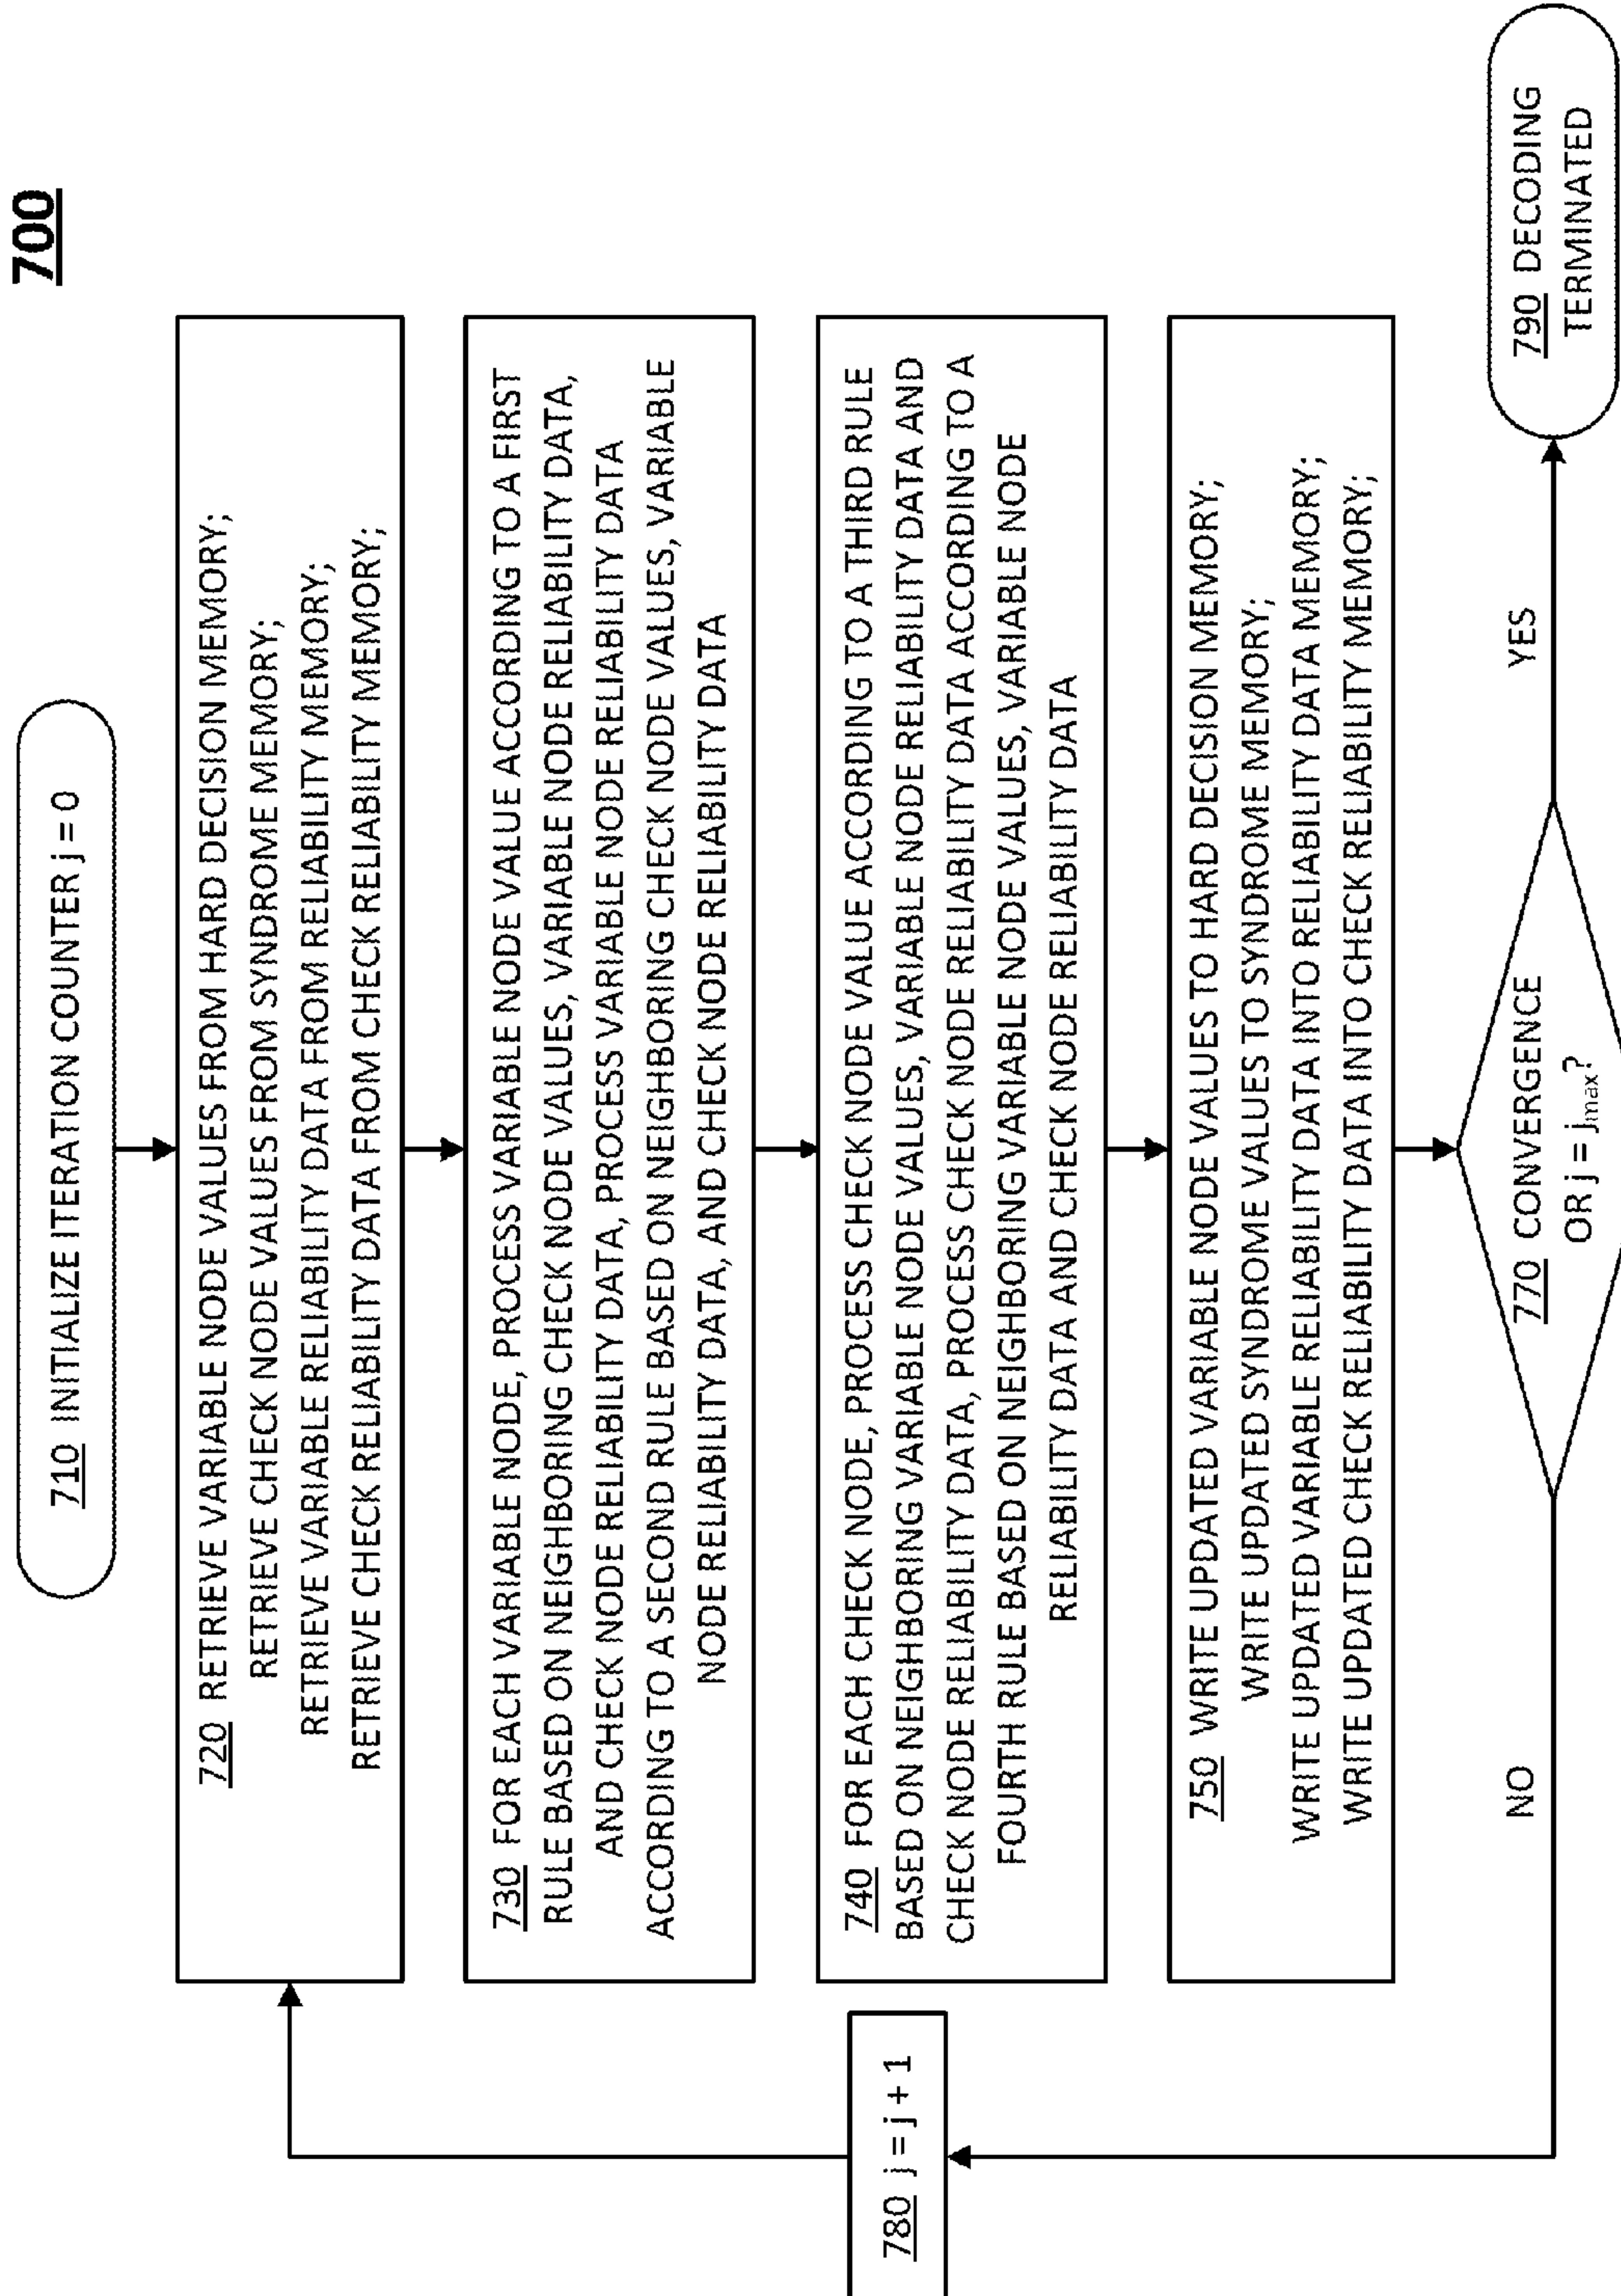 700
710 INITIALIZE ITERATION COUNTER j = 0
720 RETRIEVE VARIABLE NODE VALUES FROM HARD DECISION MEMORY;
RETRIEVE CHECK NODE VALUES FROM SYNDROME MEMORY;
RETRIEVE VARIABLE RELIABILITY DATA FROM RELIABILITY MEMORY;
RETRIEVE CHECK RELIABILITY DATA FROM CHECK RELIABILITY MEMORY;
730 FOR EACH VARIABLE NODE, PROCESS VARIABLE NODE VALUE ACCORDING TO A FIRST
RULE BASED ON NEIGHBORING CHECK NODE VALUES, VARIABLE NODE RELIABILITY DATA,
AND CHECK NODE RELIABILITY DATA, PROCESS VARIABLE NODE RELIABILITY DATA
ACCORDING TO A SECOND RULE BASED ON NEIGHBORING CHECK NODE VALUES, VARIABLE
NODE RELIABILITY DATA, AND CHECK NODE RELIABILITY DATA
740 FOR EACH CHECK NODE, PROCESS CHECK NODE VALUE ACCORDING TO A THIRD RULE
BASED ON NEIGHBORING VARIABLE NODE VALUES, VARIABLE NODE RELIABILITY DATA AND
CHECK NODE RELIABILITY DATA, PROCESS CHECK NODE RELIABILITY DATA ACCORDING TO A
FOURTH RULE BASED ON NEIGHBORING VARIABLE NODE VALUES, VARIABLE NODE
RELIABILITY DATA AND CHECK NODE RELIABILITY DATA
750 WRITE UPDATED VARIABLE NODE VALUES TO HARD DECISION MEMORY;
WRITE UPDATED SYNDROME VALUES TO SYNDROME MEMORY;
WRITE UPDATED VARIABLE RELIABILITY DATA INTO RELIABILITY DATA MEMORY;
WRITE UPDATED CHECK RELIABILITY DATA INTO CHECK RELIABILITY MEMORY;
780 j = j + 1
770 CONVERGENCE
OR j = jmax?
NO
YES
790 DECODING
TERMINATED